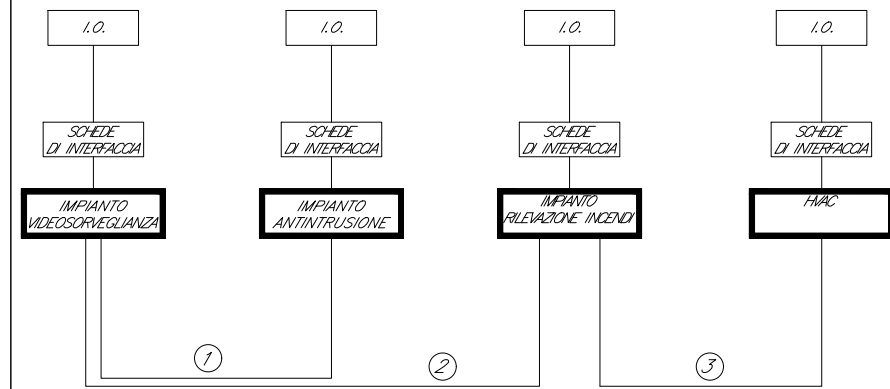 I.O.
I.O.
I.O.
I.O.
SCHEDE
DI INTERFACCIA
SCHEDE
DI INTERFACCIA
SCHEDE
DI INTERFACCIA
SCHEDE
DI INTERFACCIA
IMPIANTO
VIDEOSORVEGLIANZA
IMPIANTO
ANTINTRUSIONE
IMPIANTO
RILEVAZIONE INCENDI
HVAC
1
2
3